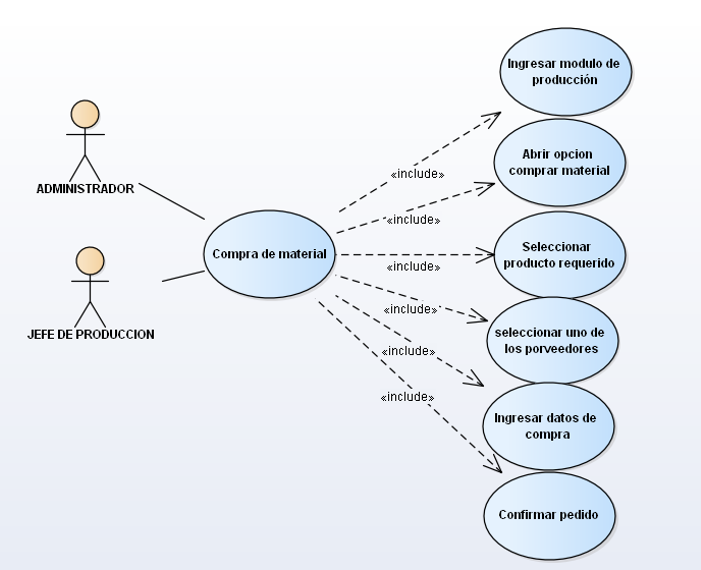 Ingresar modulo de
producción
ADMINISTRADOR
«include»
Abrir opcion
comprar material
«include»
Compra de material
Seleccionar
producto requerido
«include»
JEFE DE PRODUCCION
«include»
seleccionar uno de
los porveedores
«include»
«include»
Ingresar datos de
compra
Confirmar pedido